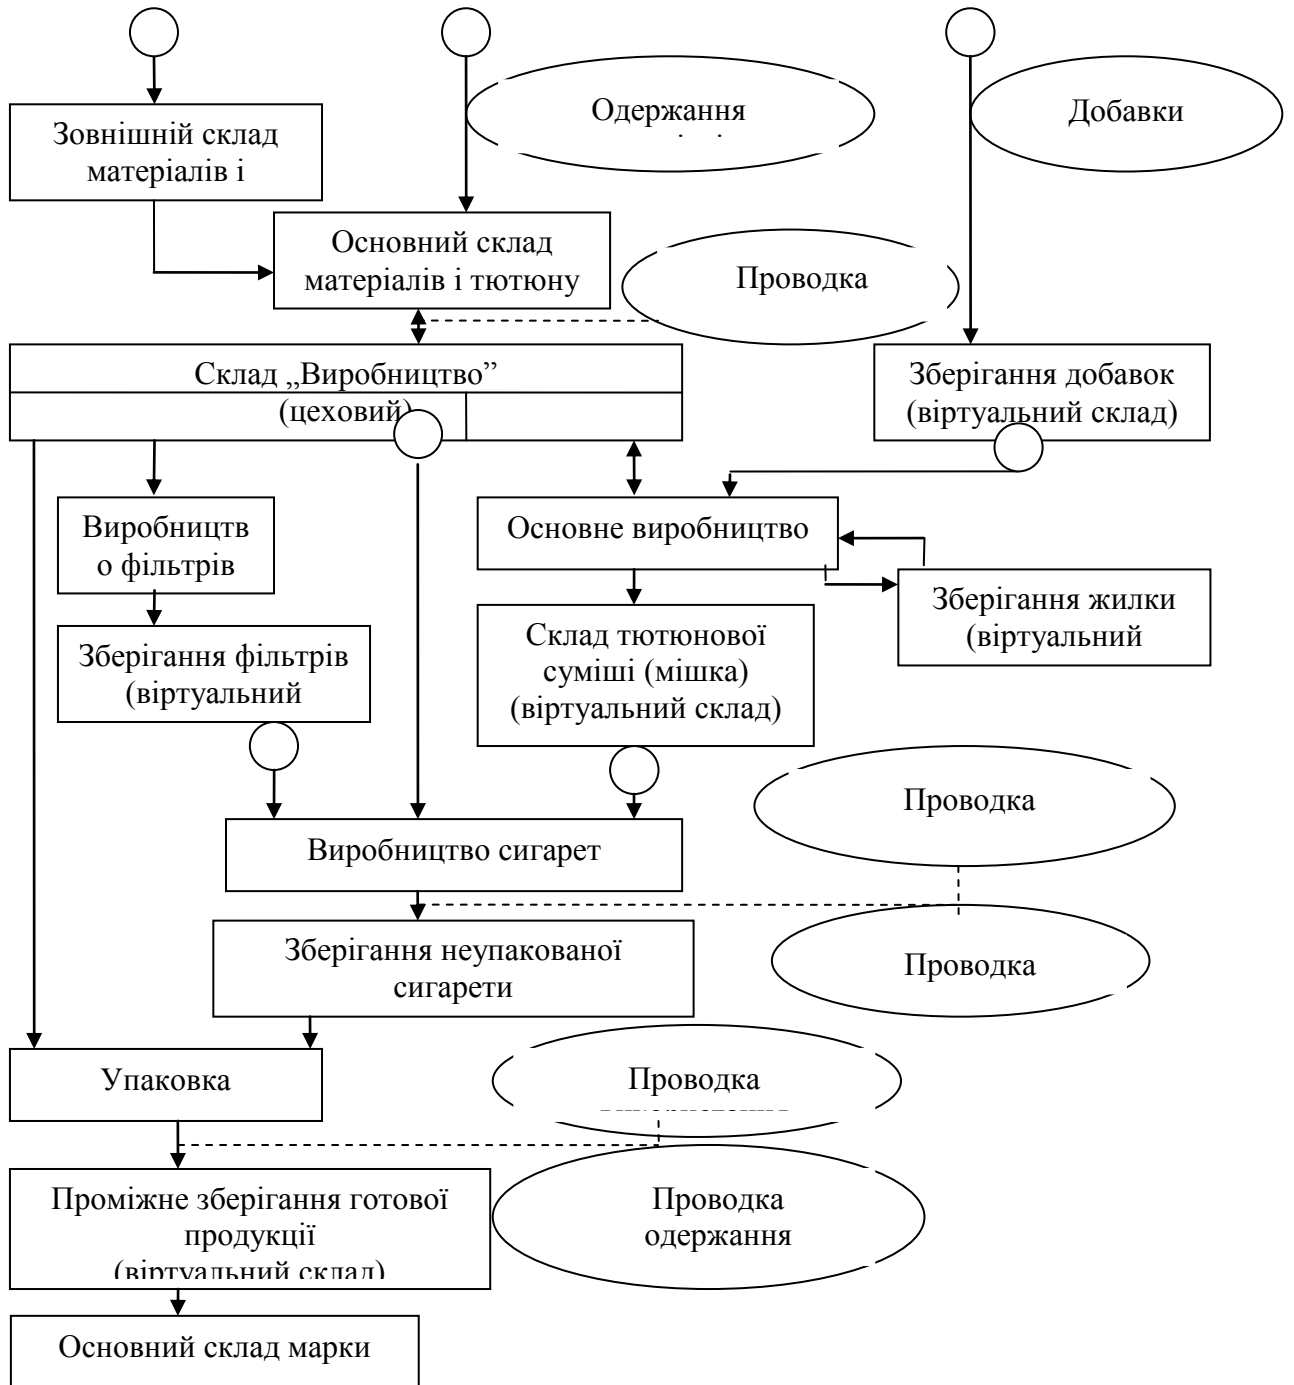 Одержання
Добавки
Зовнішній склад
матеріалів і
Основний склад
матеріалів і тютюну
Проводка
Склад „Виробництво”
(цеховий)
Зберігання добавок
(віртуальний склад)
Виробництв
о фільтрів
Основне виробництво
Зберігання жилки
(віртуальний
Зберігання фільтрів
(віртуальний
Склад тютюнової
суміші (мішка)
(віртуальний склад)
Проводка
Виробництво сигарет
Зберігання неупакованої
сигарети
Проводка
Упаковка
Проводка
Проміжне зберігання готової
продукції
(віртуальний склад)
Проводка
одержання
Основний склад марки